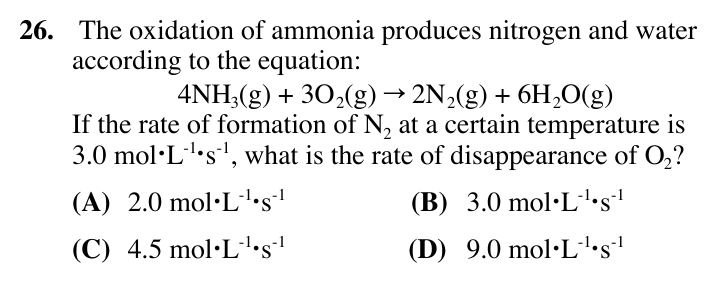 26. The oxidation of ammonia produces nitrogen and water
according to the equation:
4NH₃(g) + 3O₂(g) → 2N₂(g) + 6H₂O(g)
If the rate of formation of N₂ at a certain temperature is
3.0 mol•L⁻¹•s⁻¹, what is the rate of disappearance of O₂?
(A) 2.0 mol•L⁻¹•s⁻¹ (B) 3.0 mol•L⁻¹•s⁻¹
(C) 4.5 mol•L⁻¹•s⁻¹ (D) 9.0 mol•L⁻¹•s⁻¹